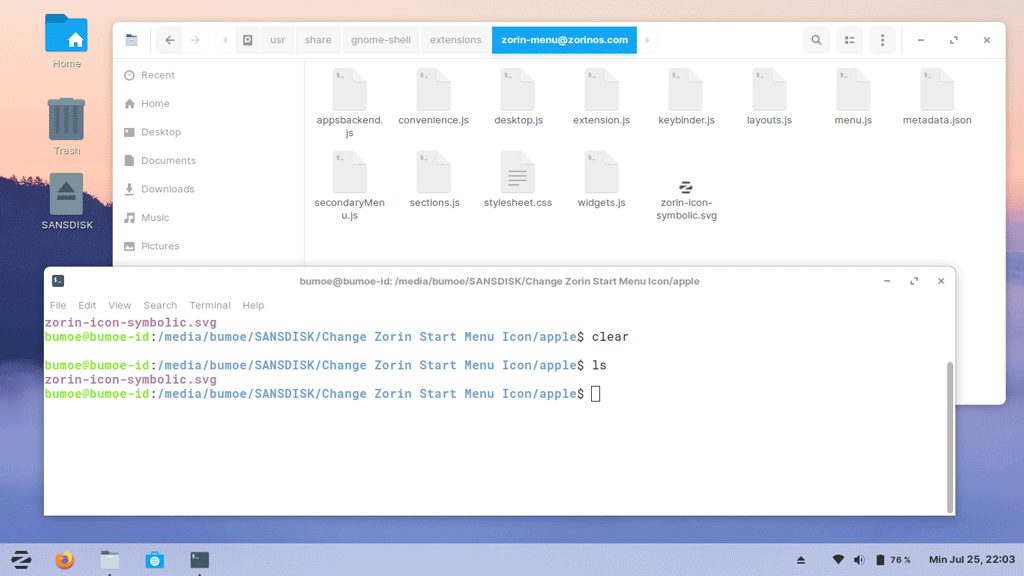 Home
Trash
SANSDISK
usr
share
gnome-shell
extensions
zorin-menu@zorinos.com
Recent
Home
Desktop
Documents
Downloads
Music
Pictures
appsbackend.
js
convenience.js
desktop.js
extension.js
keybinder.js
layouts.js
menu.js
metadata.json
secondaryMen
u.js
sections.js
stylesheet.css
widgets.js
zorin-icon-
symbolic.svg
bumoe@bumoe-id: /media/bumoe/SANSDISK/Change Zorin Start Menu Icon/apple
File Edit View Search Terminal Help
zorin-icon-symbolic.svg
bumoe@bumoe-id:/media/bumoe/SANSDISK/Change Zorin Start Menu Icon/apple$ clear
bumoe@bumoe-id:/media/bumoe/SANSDISK/Change Zorin Start Menu Icon/apple$ ls
zorin-icon-symbolic.svg
bumoe@bumoe-id:/media/bumoe/SANSDISK/Change Zorin Start Menu Icon/apple$
76 %
Min Jul 25, 22:03